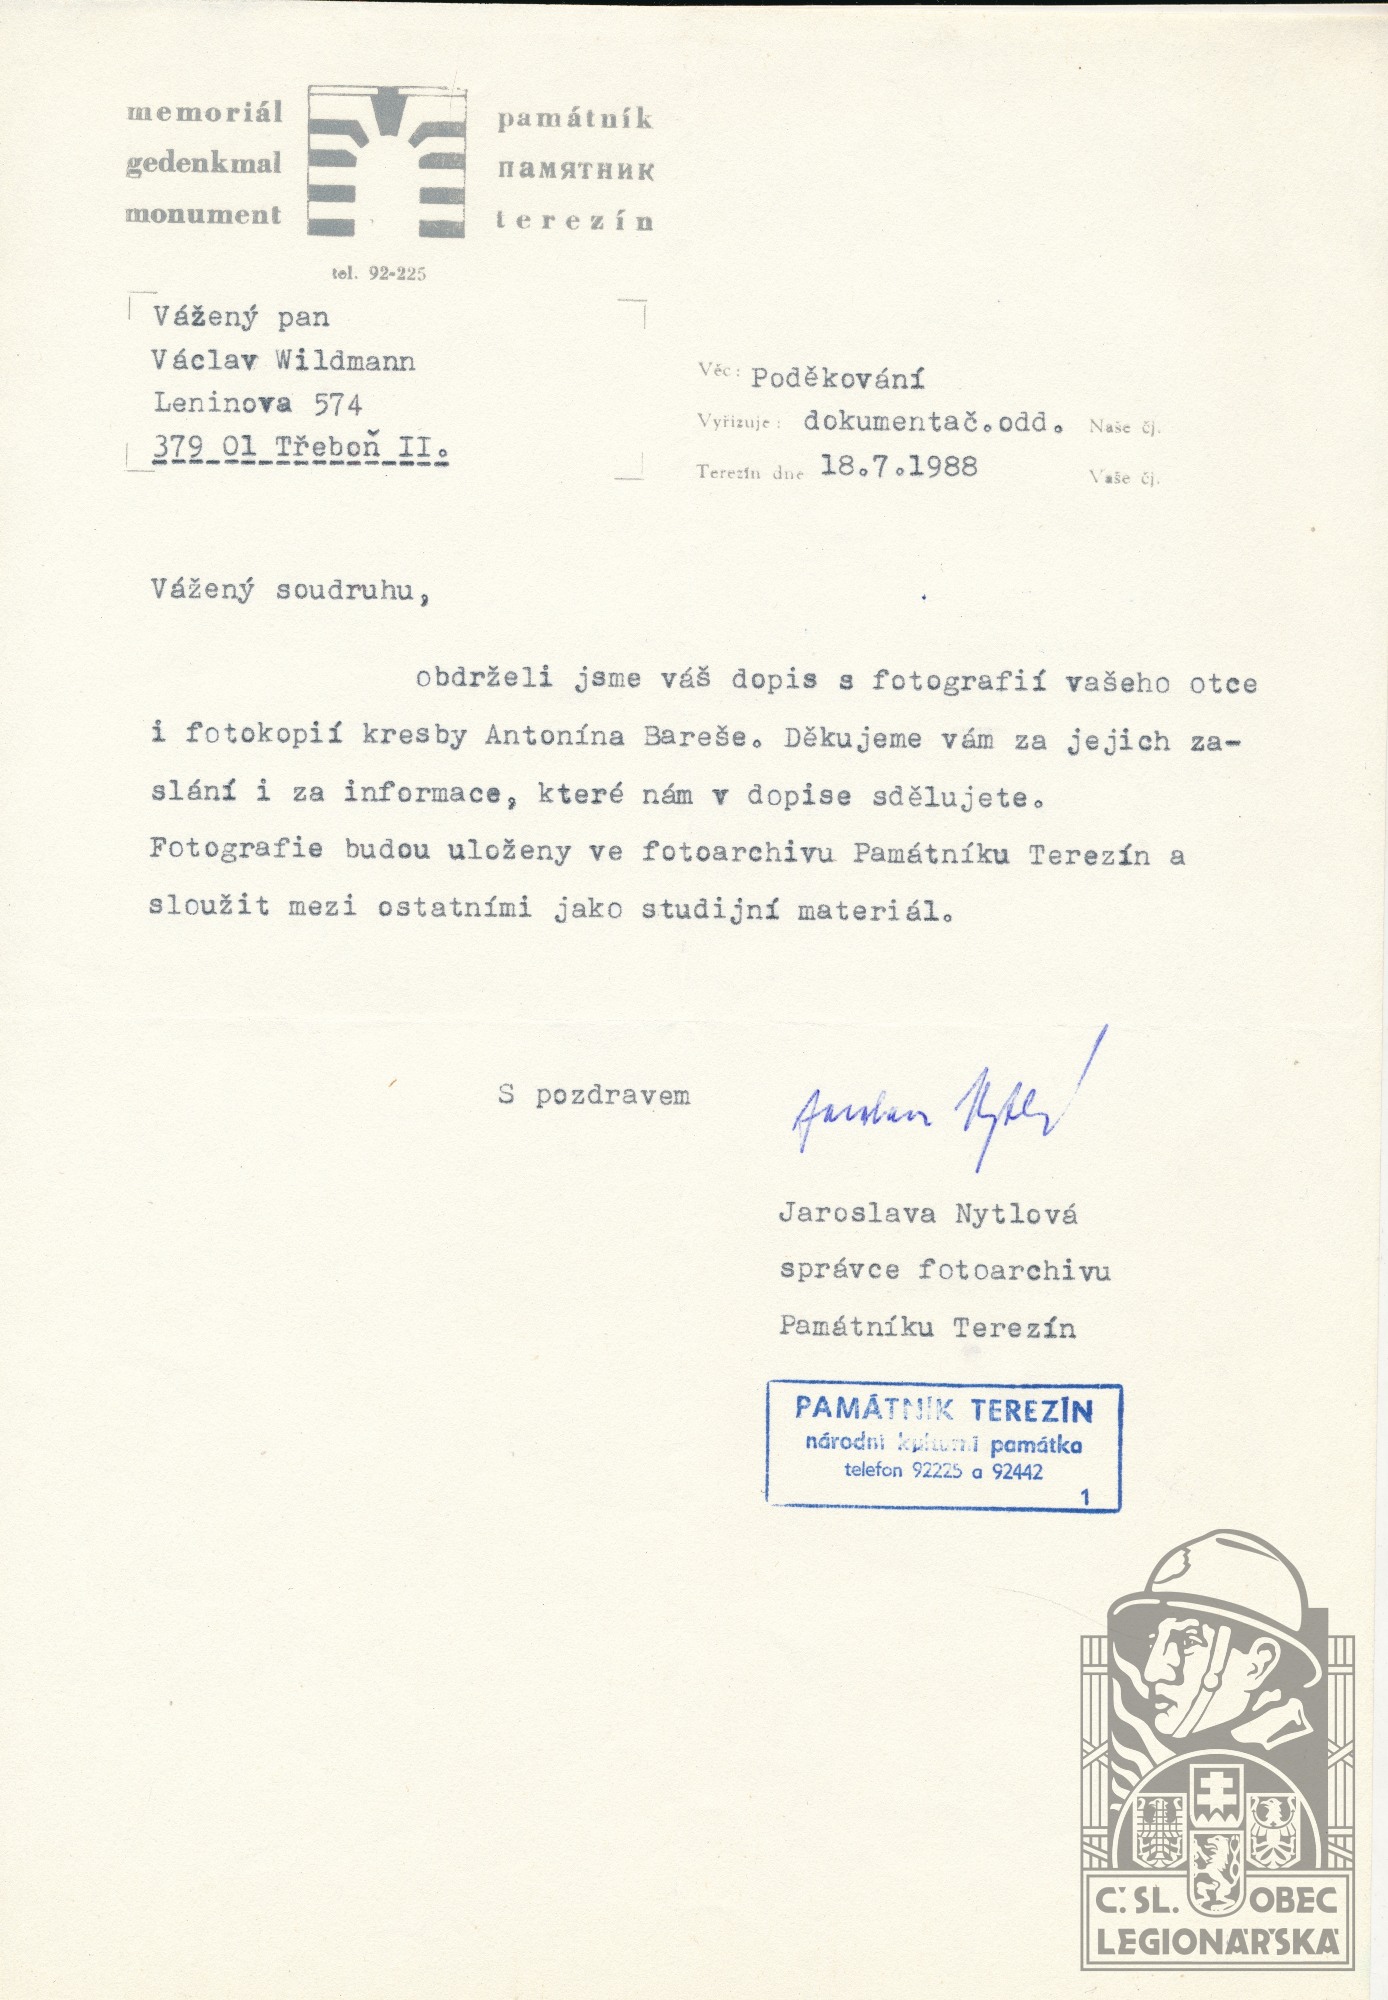 memoriál
gedenkmal
monument
památník
памятник
terezín
tel. 92-225
Vážený pan
Václav Wildmann
Leninova 574
379 01 Třeboň II.
Věc: Poděkování
Vyřizuje: dokumentač.odd. Naše čj.
Terezín dne 18.7.1988 Vaše čj.
Vážený soudruhu,
obdrželi jsme váš dopis s fotografií vašeho otce
i fotokopií kresby Antonína Bareše. Děkujeme vám za jejich za-
slání i za informace, které nám v dopise sdělujete.
Fotografie budou uloženy ve fotoarchivu Památníku Terezín a
sloužit mezi ostatními jako studijní materiál.
S pozdravem
Jaroslava Nytlová
správce fotoarchivu
Památníku Terezín
PAMÁTNÍK TEREZÍN
národní kulturní památka
telefon 92225 a 92442
1
Č. SL. OBEC
LEGIONÁŘSKÁ